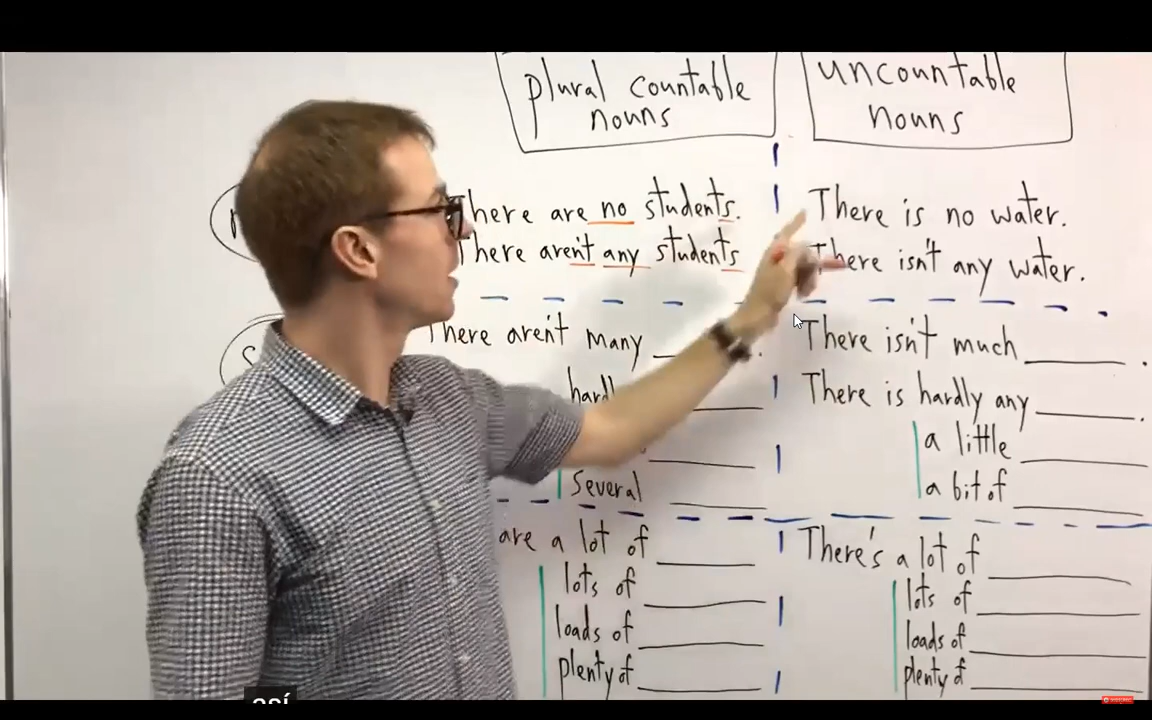 plural countable
nouns
uncountable
nouns
There are no students.
There aren't any students
There is no water.
There isn't any water.
There aren't many
hardly
several
There isn't much
There is hardly any
a little
a bit of
are a lot of
lots of
loads of
plenty of
There's a lot of
lots of
loads of
plenty of
así